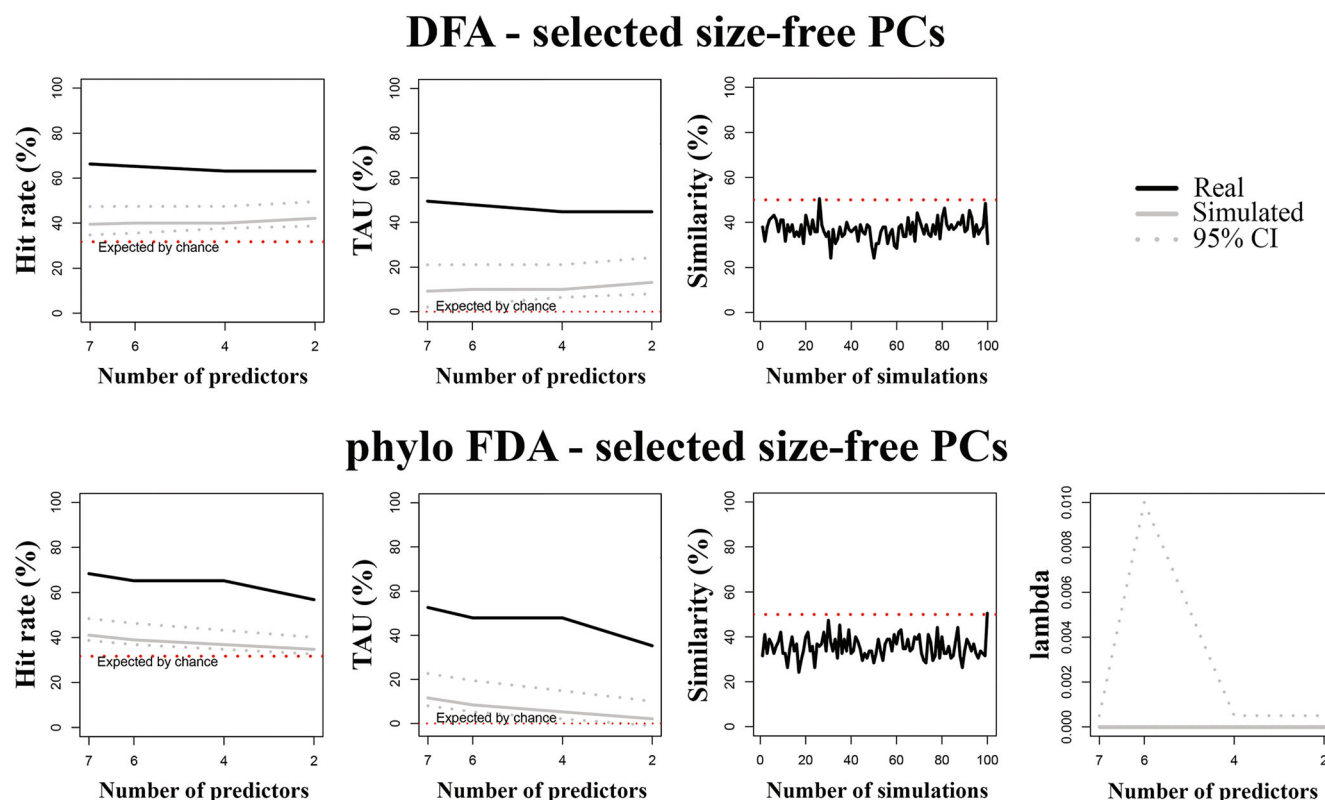 DFA - selected size-free PCs
Hit rate (%)
0 20 40 60 80 100
Expected by chance
7 6 4 2
Number of predictors
TAU (%)
0 20 40 60 80 100
Expected by chance
7 6 4 2
Number of predictors
Similarity (%)
0 20 40 60 80 100
0 20 40 60 80 100
Number of simulations
Real
Simulated
95% CI
phylo FDA - selected size-free PCs
Hit rate (%)
0 20 40 60 80 100
Expected by chance
7 6 4 2
Number of predictors
TAU (%)
0 20 40 60 80 100
Expected by chance
7 6 4 2
Number of predictors
Similarity (%)
0 20 40 60 80 100
0 20 40 60 80 100
Number of simulations
lambda
0.000 0.002 0.004 0.006 0.008 0.010
7 6 4 2
Number of predictors